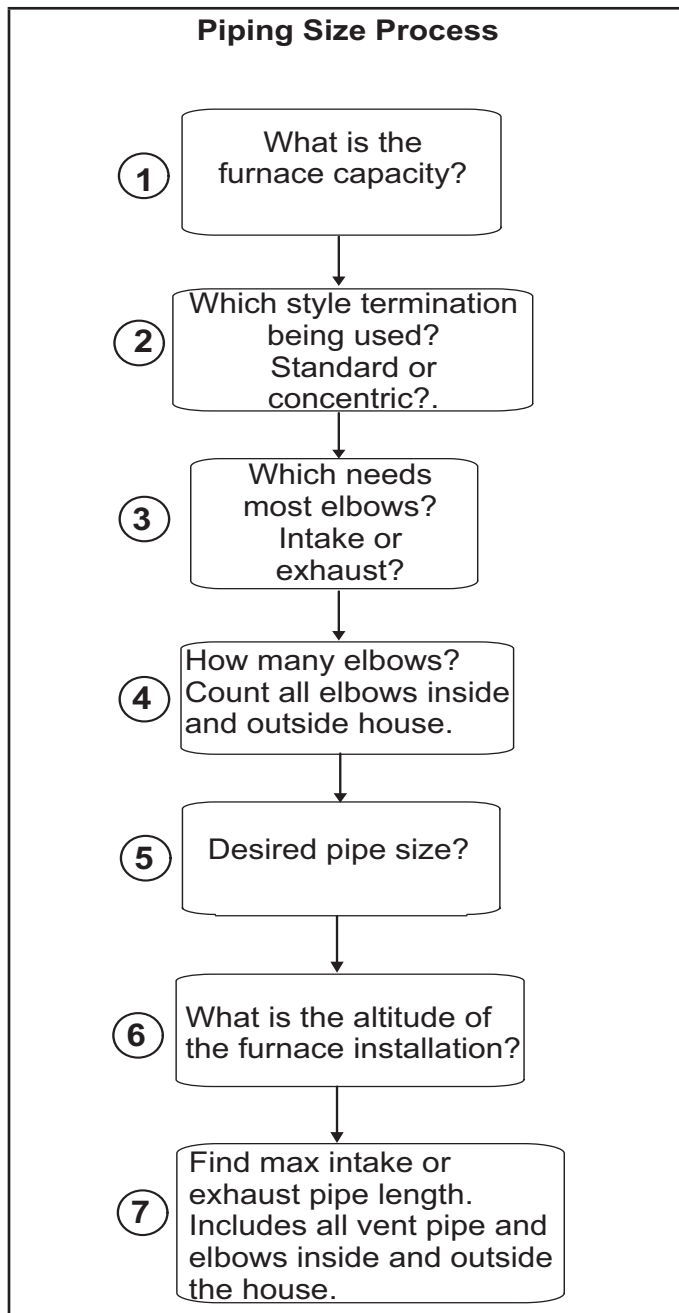 Piping Size Process
1
What is the
furnace capacity?
2
Which style termination
being used?
Standard or
concentric?.
3
Which needs
most elbows?
Intake or
exhaust?
4
How many elbows?
Count all elbows inside
and outside house.
5
Desired pipe size?
6
What is the altitude of
the furnace installation?
7
Find max intake or
exhaust pipe length.
Includes all vent pipe and
elbows inside and outside
the house.